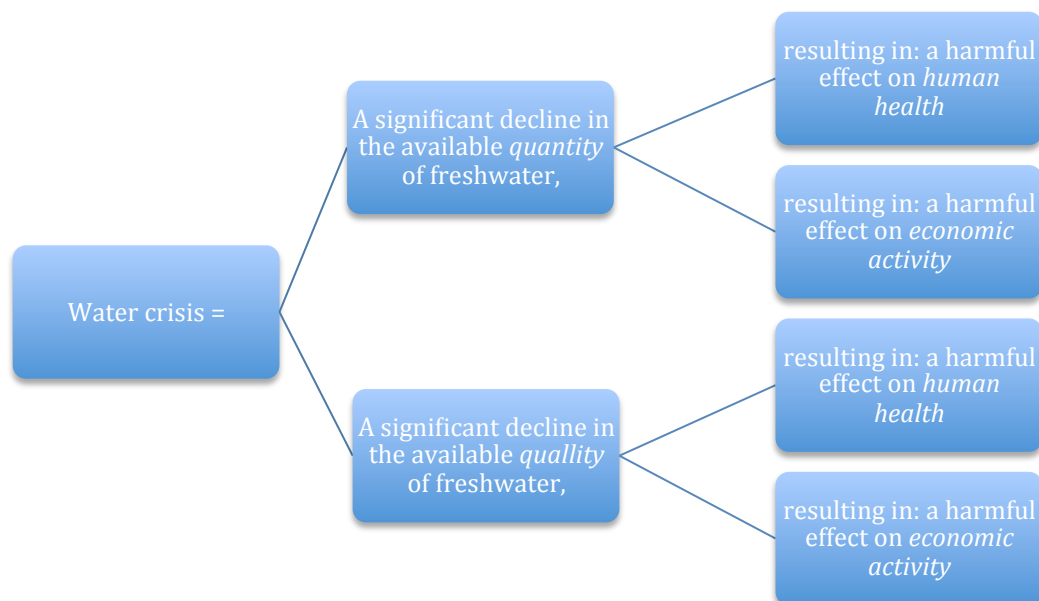 Water crisis =
A significant decline in
the available quantity
of freshwater,
resulting in: a harmful
effect on human
health
resulting in: a harmful
effect on economic
activity
A significant decline in
the available quallity
of freshwater,
resulting in: a harmful
effect on human
health
resulting in: a harmful
effect on economic
activity